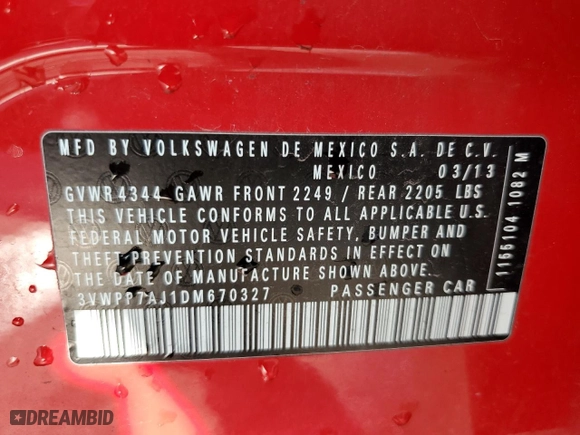 MFD BY VOLKSWAGEN DE MEXICO S.A. DE C.V.
MEXICO 03/13
GVWR 4344 GAWR FRONT 2249 / REAR 2205 LBS
THIS VEHICLE CONFORMS TO ALL APPLICABLE U.S.
FEDERAL MOTOR VEHICLE SAFETY, BUMPER AND
THEFT PREVENTION STANDARDS IN EFFECT ON
THE DATE OF MANUFACTURE SHOWN ABOVE.
3VWPP7AJ1DM670327 PASSENGER CAR
1166104 1082 M
DREAMBID